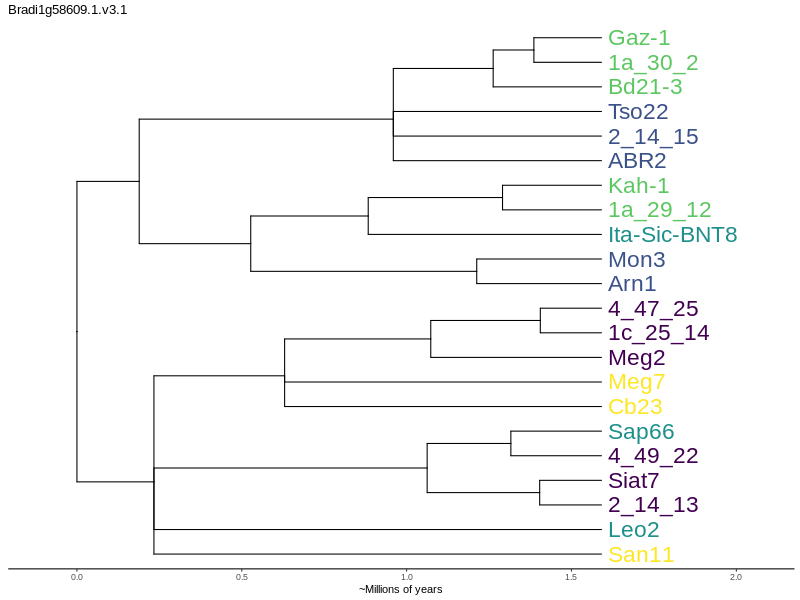 Bradi1g58609.1.v3.1
Gaz-1
1a_30_2
Bd21-3
Tso22
2_14_15
ABR2
Kah-1
1a_29_12
Ita-Sic-BNT8
Mon3
Arn1
4_47_25
1c_25_14
Meg2
Meg7
Cb23
Sap66
4_49_22
Siat7
2_14_13
Leo2
San11
0.0 0.5 1.0 1.5 2.0
~Millions of years